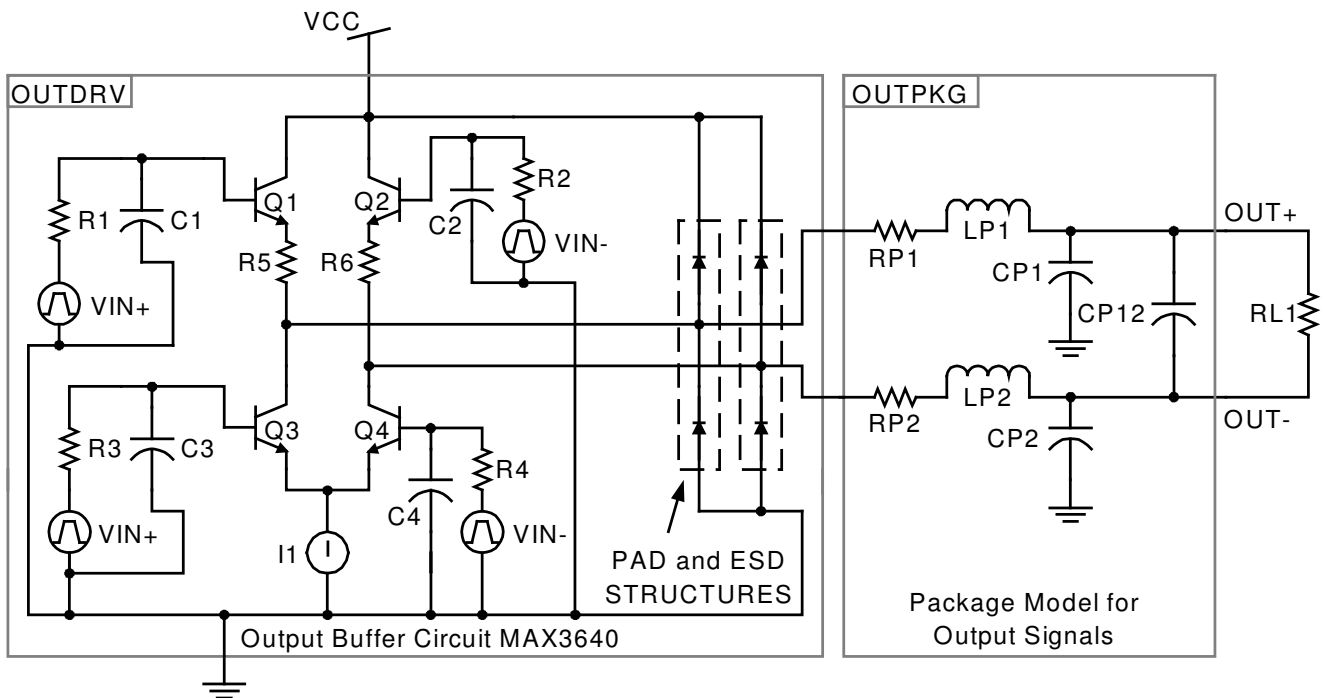 VCC
OUTDRV
OUTPKG
R1
C1
Q1
Q2
C2
R2
VIN-
VIN+
R5
R6
RP1
LP1
CP1
CP12
OUT+
RL1
R3
C3
Q3
Q4
R4
C4
VIN+
VIN-
I1
RP2
LP2
CP2
OUT-
PAD and ESD
STRUCTURES
Output Buffer Circuit MAX3640
Package Model for
Output Signals